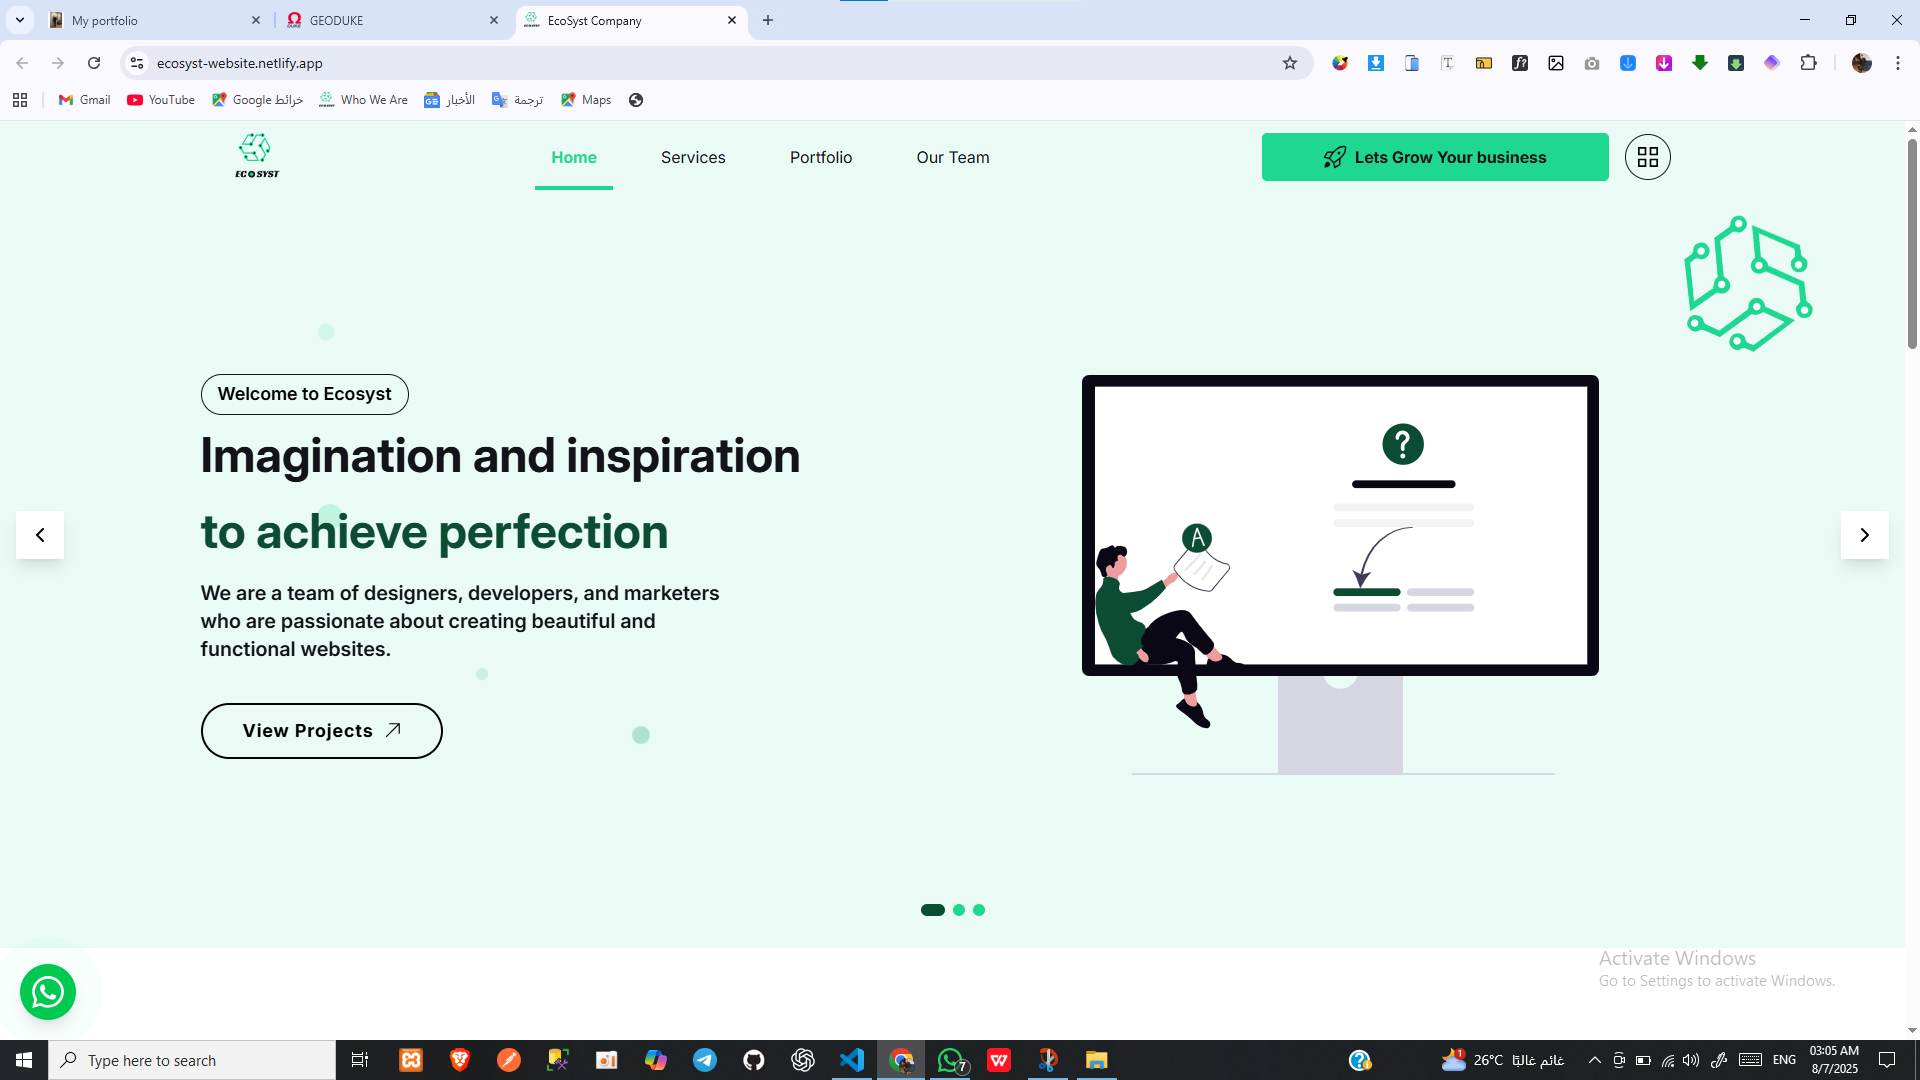 My portfolio
GEODUKE
EcoSyst Company
ecosyst-website.netlify.app
Gmail
YouTube
خرائط Google
Who We Are
الأخبار
ترجمة
Maps
ECOSYST
Home
Services
Portfolio
Our Team
Lets Grow Your business
Welcome to Ecosyst
Imagination and inspiration
to achieve perfection
We are a team of designers, developers, and marketers
who are passionate about creating beautiful and
functional websites.
View Projects
?
A
Activate Windows
Go to Settings to activate Windows.
Type here to search
7
1
26°C غائم غالبًا
ENG
03:05 AM
8/7/2025